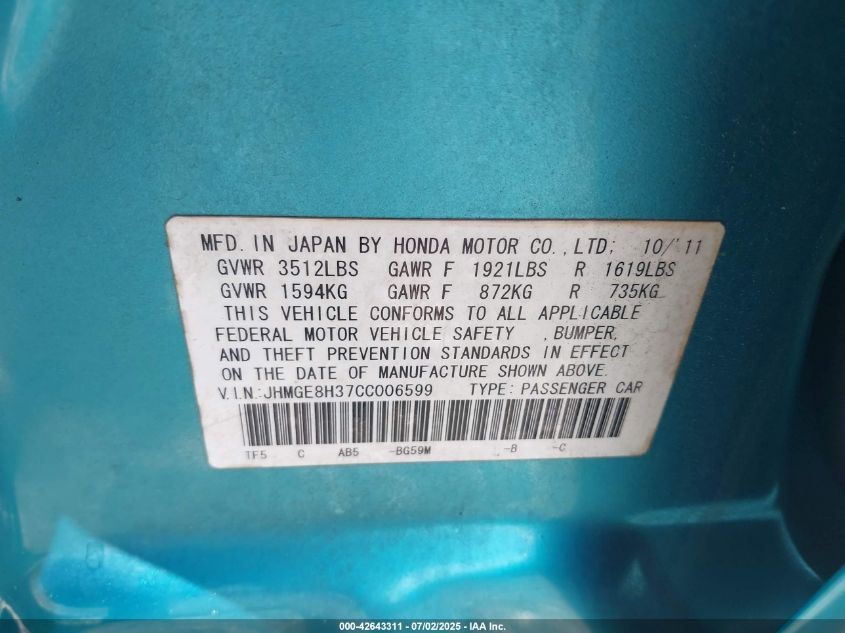 MFD. IN JAPAN BY HONDA MOTOR CO.,LTD; 10/'11
GVWR 3512LBS GAWR F 1921LBS R 1619LBS
GVWR 1594KG GAWR F 872KG R 735KG
THIS VEHICLE CONFORMS TO ALL APPLICABLE
FEDERAL MOTOR VEHICLE SAFETY ,BUMPER,
AND THEFT PREVENTION STANDARDS IN EFFECT
ON THE DATE OF MANUFACTURE SHOWN ABOVE.
V.I.N.:JHMGE8H37CC006599 TYPE: PASSENGER CAR
TF5 C AB5 -BG59M -B -C
000-42643311 - 07/02/2025 - IAA Inc.